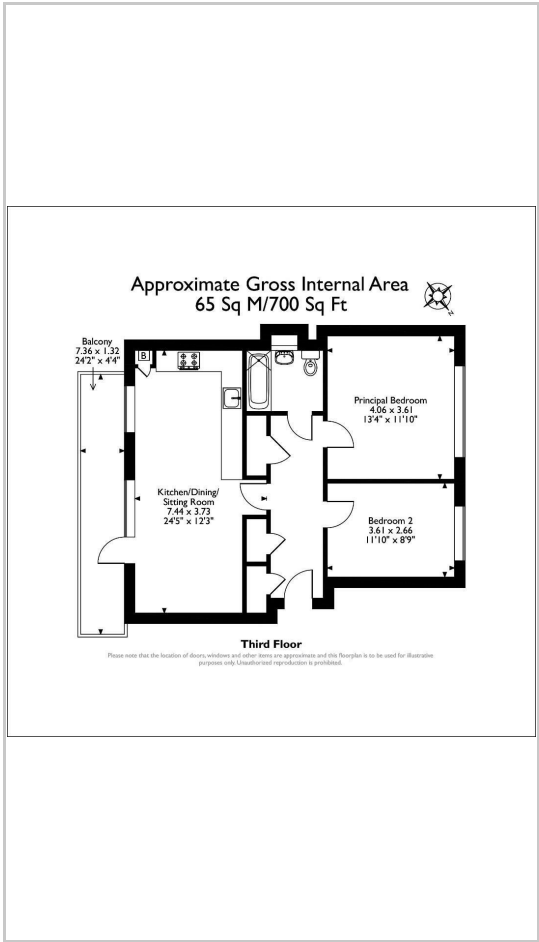 Approximate Gross Internal Area
65 Sq M/700 Sq Ft
N
Balcony
7.36 x 1.32
24'2" x 4'4"
B
Principal Bedroom
4.06 x 3.61
13'4" x 11'10"
Kitchen/Dining/
Sitting Room
7.44 x 3.73
24'5" x 12'3"
Bedroom 2
3.61 x 2.66
11'10" x 8'9"
Third Floor
Please note that the location of doors, windows and other items are approximate and this floorplan is to be used for illustrative
purposes only. Unauthorized reproduction is prohibited.